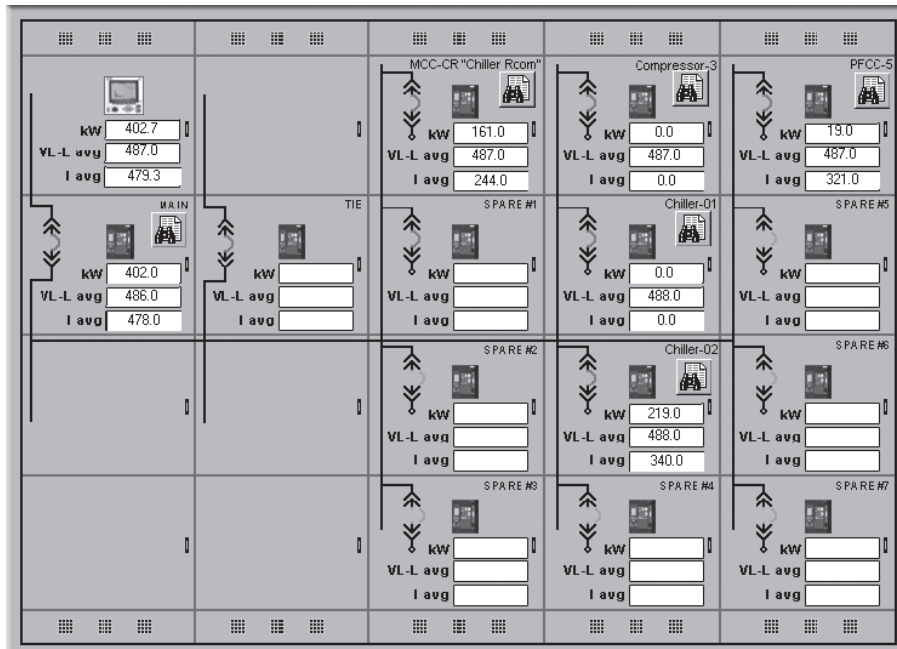 kW 402.7
VL-L avg 487.0
I avg 479.3
MCC-CR "Chiller Rcom"
kW 161.0
VL-L avg 487.0
I avg 244.0
Compressor-3
kW 0.0
VL-L avg 487.0
I avg 0.0
PFCC-5
kW 19.0
VL-L avg 487.0
I avg 321.0
MAIN
kW 402.0
VL-L avg 486.0
I avg 478.0
TIE
kW
VL-L avg
I avg
SPARE #1
kW
VL-L avg
I avg
Chiller-01
kW 0.0
VL-L avg 488.0
I avg 0.0
SPARE #5
kW
VL-L avg
I avg
SPARE #2
kW
VL-L avg
I avg
Chiller-02
kW 219.0
VL-L avg 488.0
I avg 340.0
SPARE #6
kW
VL-L avg
I avg
SPARE #3
kW
VL-L avg
I avg
SPARE #4
kW
VL-L avg
I avg
SPARE #7
kW
VL-L avg
I avg